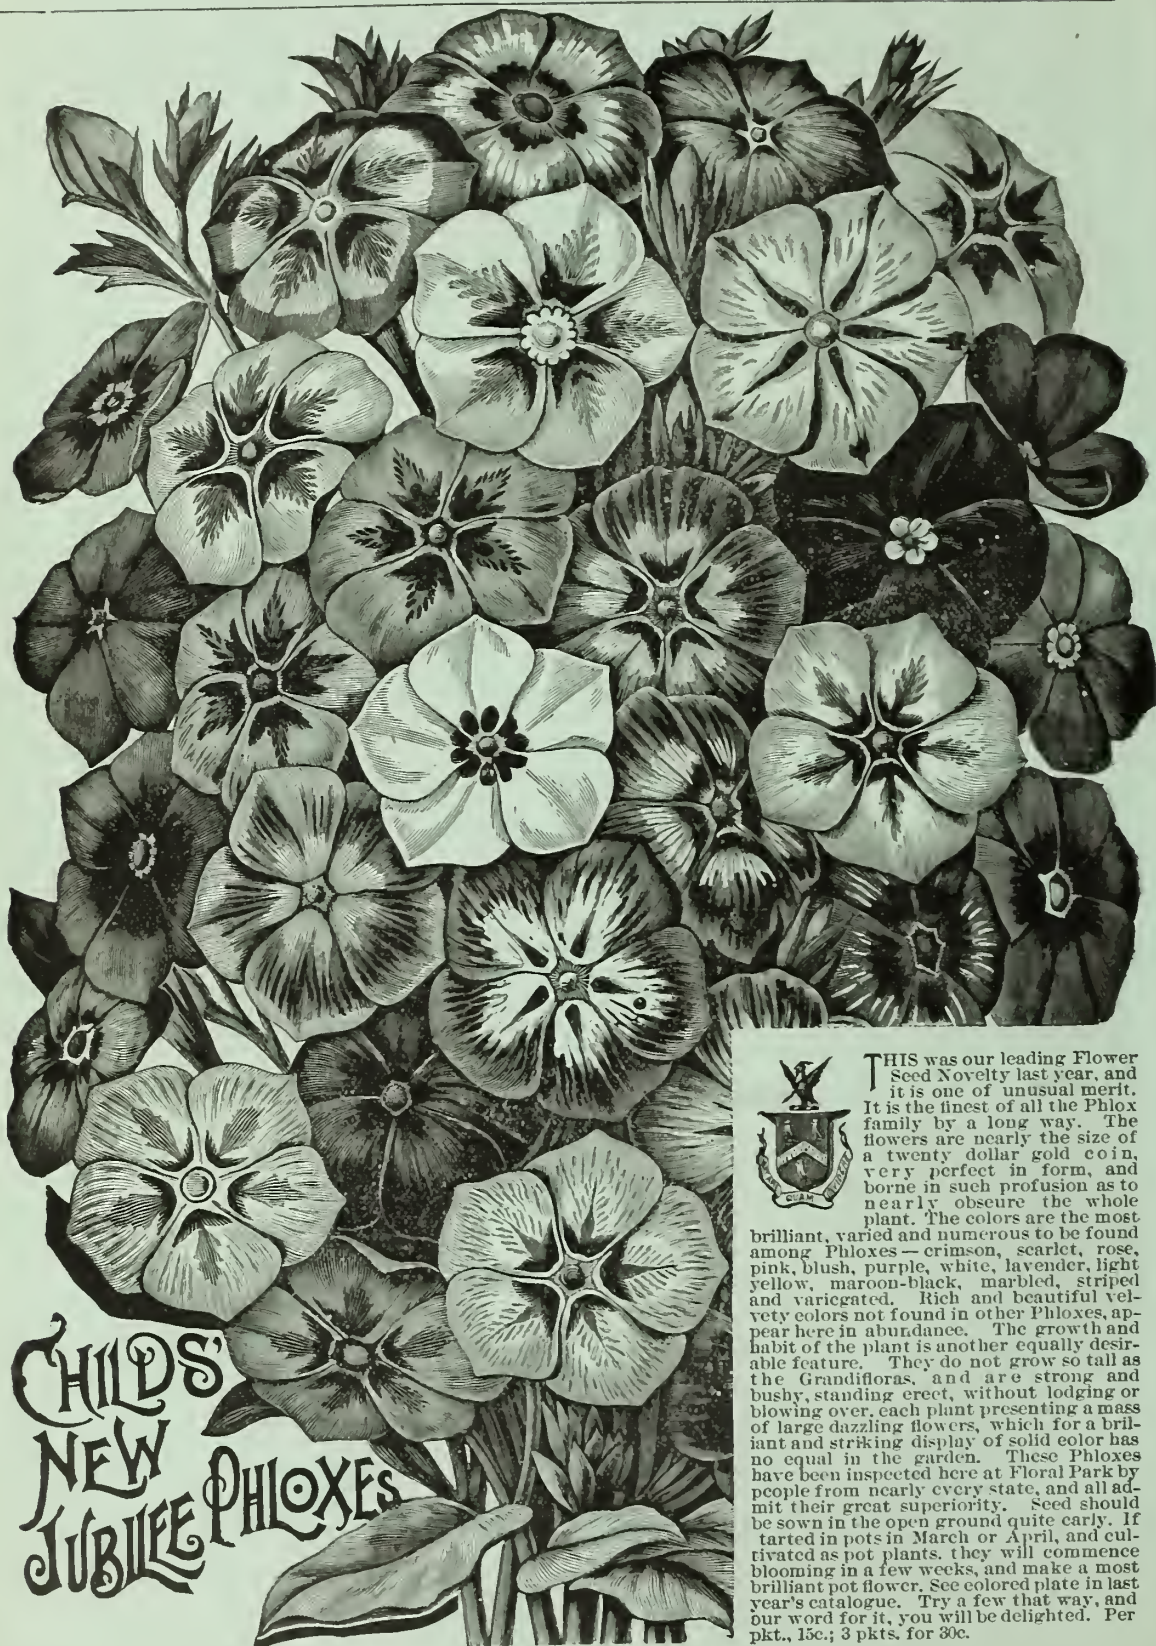 CHILDS'
NEW
JUBILEE PHLOXES
QUAM
THIS was our leading Flower
Seed Novelty last year, and
it is one of unusual merit.
It is the finest of all the Phlox
family by a long way. The
flowers are nearly the size of
a twenty dollar gold coin,
very perfect in form, and
borne in such profusion as to
nearly obscure the whole
plant. The colors are the most
brilliant, varied and numerous to be found
among Phloxes — crimson, scarlet, rose,
pink, blush, purple, white, lavender, light
yellow, maroon-black, marbled, striped
and variegated. Rich and beautiful vel-
vety colors not found in other Phloxes, ap-
pear here in abundance. The growth and
habit of the plant is another equally desir-
able feature. They do not grow so tall as
the Grandifloras, and are strong and
bushy, standing erect, without lodging or
blowing over, each plant presenting a mass
of large dazzling flowers, which for a bril-
iant and striking display of solid color has
no equal in the garden. These Phloxes
have been inspected here at Floral Park by
people from nearly every state, and all ad-
mit their great superiority. Seed should
be sown in the open ground quite early. If
tarted in pots in March or April, and cul-
tivated as pot plants, they will commence
blooming in a few weeks, and make a most
brilliant pot flower. See colored plate in last
year's catalogue. Try a few that way, and
our word for it, you will be delighted. Per
pkt., 15c.; 3 pkts. for 30c.